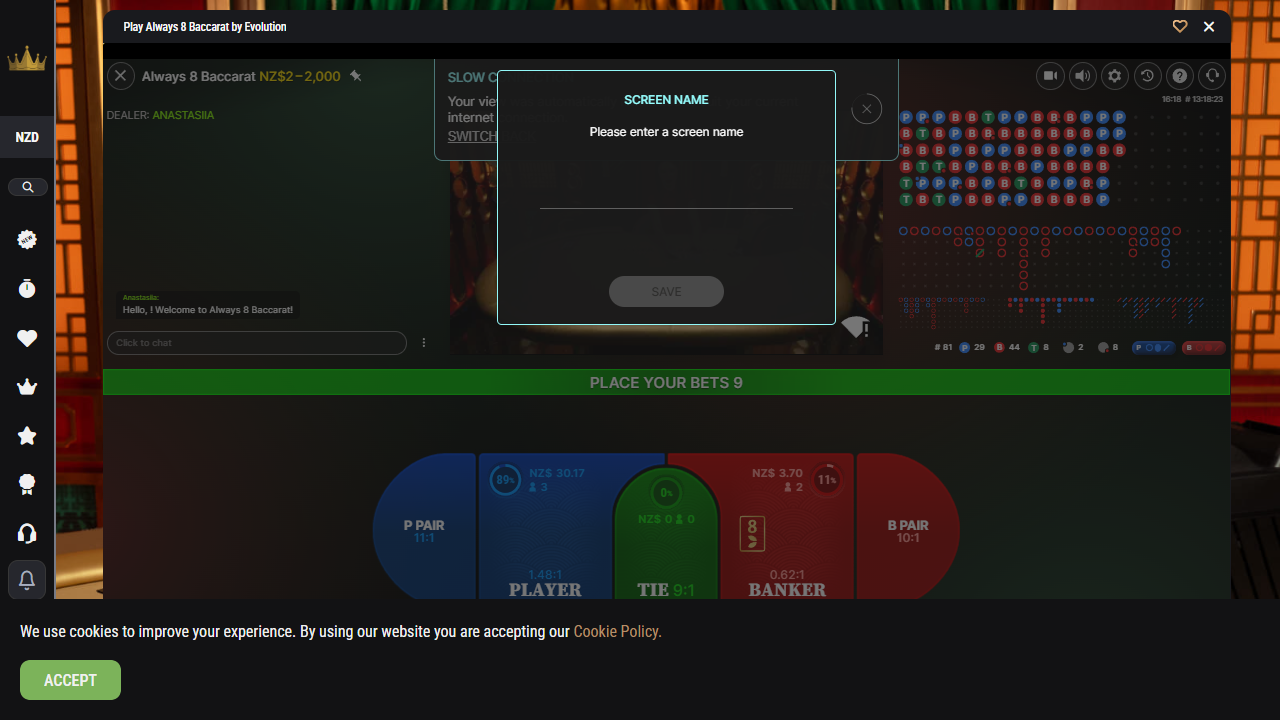 Play Always 8 Baccarat by Evolution
NZD
Always 8 Baccarat NZ$2–2,000
DEALER: ANASTASIIA
SLOW C
Your vie
internet
SWITCH
SCREEN NAME
Please enter a screen name
SAVE
16:18 # 13:18:23
Anastasiia:
Hello, ! Welcome to Always 8 Baccarat!
Click to chat
# 81 P 29 B 44 T 8 2 8 P B
PLACE YOUR BETS 9
P PAIR
11:1
89%
NZ$ 30.17
3
1.48:1
PLAYER
0%
NZ$ 0 0
TIE 9:1
NZ$ 3.70
2
11%
8
0.62:1
BANKER
B PAIR
10:1
We use cookies to improve your experience. By using our website you are accepting our Cookie Policy.
ACCEPT